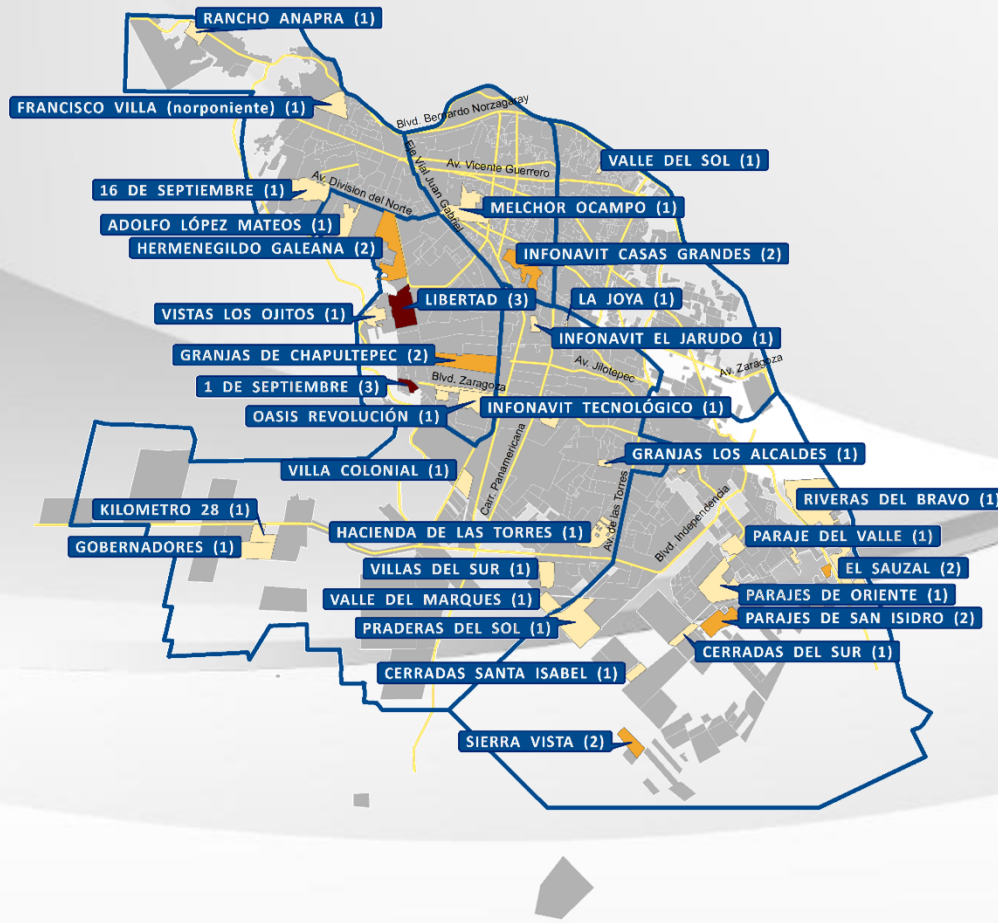 RANCHO ANAPRA (1)
FRANCISCO VILLA (norponiente) (1)
Blvd. Bernardo Norzagaray
Eje Vial Juan Gabriel
Av. Vicente Guerrero
VALLE DEL SOL (1)
16 DE SEPTIEMBRE (1)
Av. Division del Norte
MELCHOR OCAMPO (1)
ADOLFO LÓPEZ MATEOS (1)
HERMENEGILDO GALEANA (2)
INFONAVIT CASAS GRANDES (2)
LIBERTAD (3)
LA JOYA (1)
VISTAS LOS OJITOS (1)
INFONAVIT EL JARUDO (1)
GRANJAS DE CHAPULTEPEC (2)
Av. Jilotepec
Av. Zaragoza
Blvd. Zaragoza
1 DE SEPTIEMBRE (3)
OASIS REVOLUCIÓN (1)
INFONAVIT TECNOLÓGICO (1)
GRANJAS LOS ALCALDES (1)
VILLA COLONIAL (1)
Carr. Panamericana
Av. de las Torres
Blvd. Independencia
RIVERAS DEL BRAVO (1)
KILOMETRO 28 (1)
HACIENDA DE LAS TORRES (1)
PARAJE DEL VALLE (1)
GOBERNADORES (1)
VILLAS DEL SUR (1)
EL SAUZAL (2)
VALLE DEL MARQUES (1)
PARAJES DE ORIENTE (1)
PRADERAS DEL SOL (1)
PARAJES DE SAN ISIDRO (2)
CERRADAS DEL SUR (1)
CERRADAS SANTA ISABEL (1)
SIERRA VISTA (2)